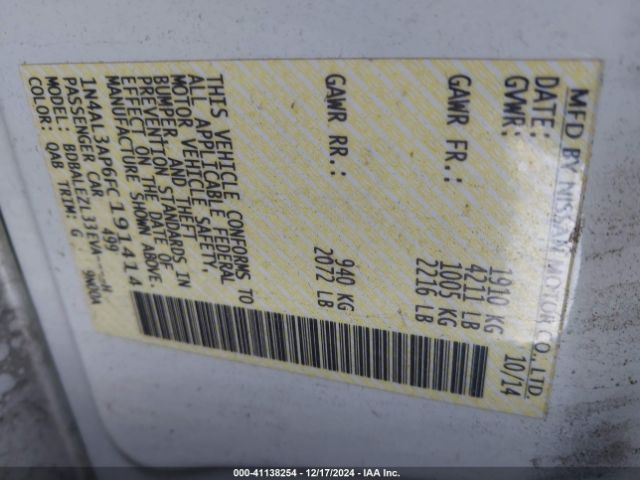 MFD BY NISSAN MOTOR CO., LTD.
DATE: 10/14
GVWR: 1910 KG
4211 LB
GAWR FR.: 1005 KG
2216 LB
GAWR RR.: 940 KG
2072 LB
THIS VEHICLE CONFORMS TO
ALL APPLICABLE FEDERAL
MOTOR VEHICLE SAFETY,
BUMPER, AND THEFT
PREVENTION STANDARDS IN
EFFECT ON THE DATE OF
MANUFACTURE SHOWN ABOVE.
1N4AL3AP6FC191414
PASSENGER CAR 499
MODEL: BDBALEZL33EVA
COLOR: QAB TRIM: G
000-41138254 - 12/17/2024 - IAA Inc.